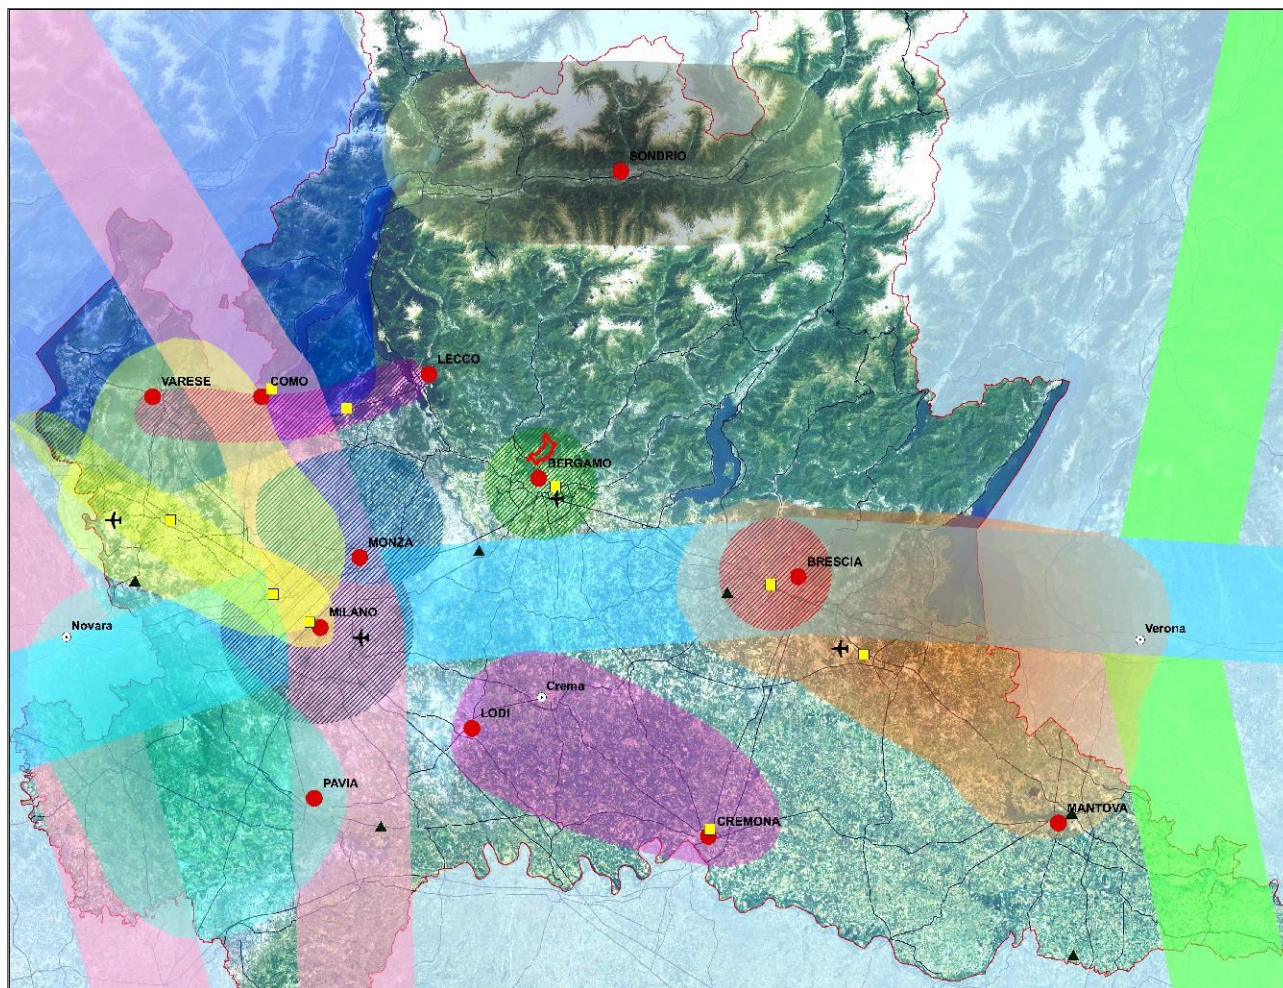 SONDRIO
LECCO
VARESE
COMO
BERGAMO
MONZA
BRESCIA
MILANO
Novara
Verona
Crema
LODI
PAVIA
MANTOVA
CREMONA